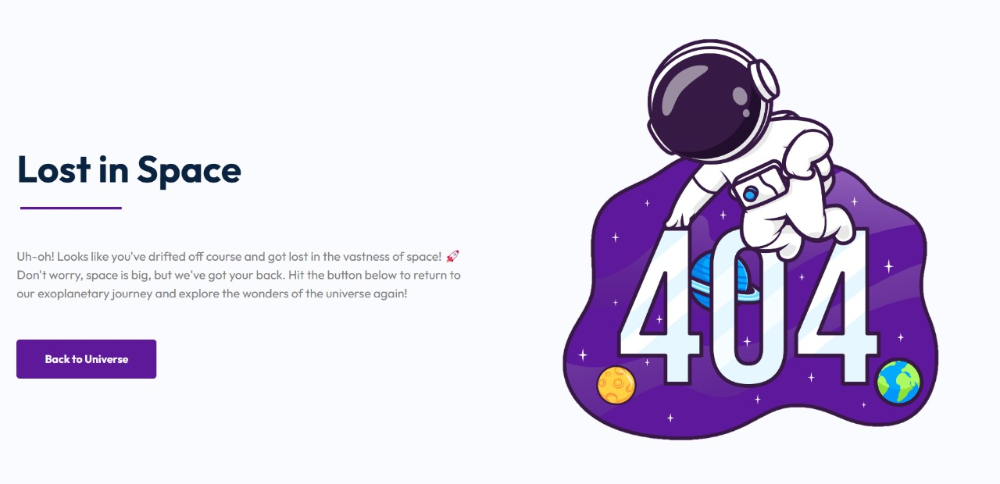 Lost in Space
Uh-oh! Looks like you've drifted off course and got lost in the vastness of space! 🚀
Don't worry, space is big, but we've got your back. Hit the button below to return to
our exoplanetary journey and explore the wonders of the universe again!
Back to Universe
404